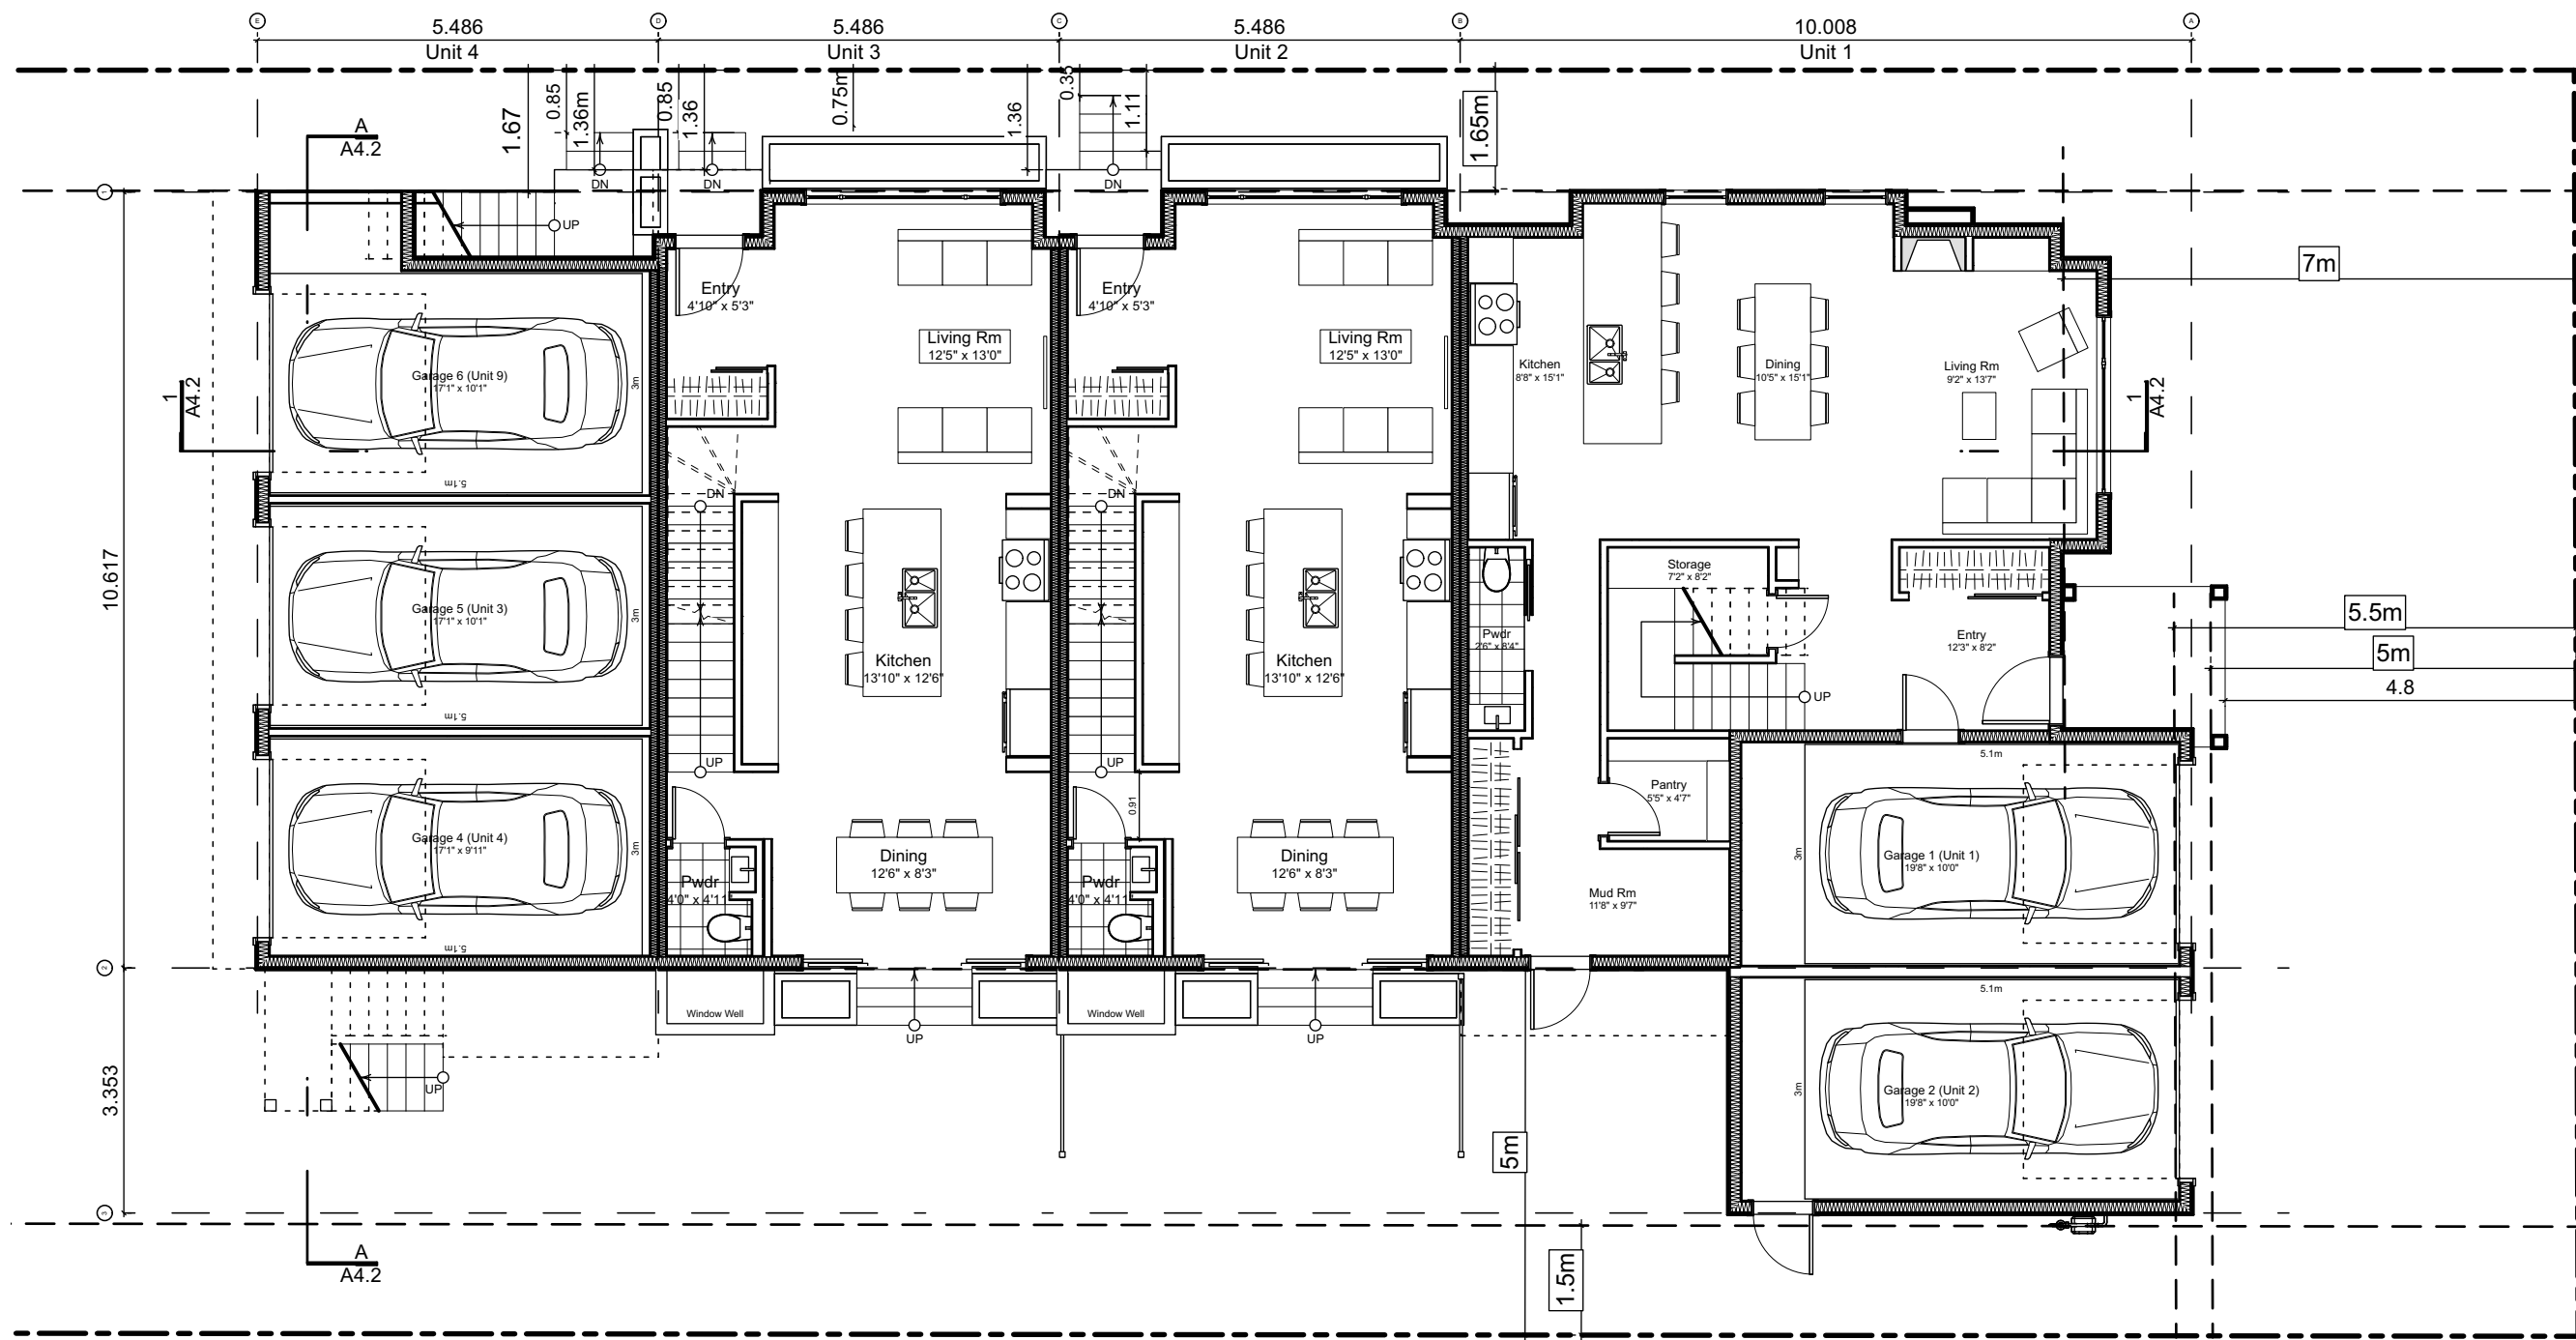 E
D
C
B
A
5.486
5.486
5.486
10.008
Unit 4
Unit 3
Unit 2
Unit 1
1.67
0.85
1.36m
0.85
1.36
0.75m
1.36
0.35
1.11
1.65m
A
A4.2
DN
DN
DN
1
UP
7m
Entry
4'10" x 5'3"
Entry
4'10" x 5'3"
Living Rm
12'5" x 13'0"
Living Rm
12'5" x 13'0"
Kitchen
8'8" x 15'1"
Dining
10'5" x 15'1"
Living Rm
9'2" x 13'7"
Garage 6 (Unit 9)
17'1" x 10'1"
3m
5.1m
1
A4.2
1
A4.2
DN
DN
10.617
Garage 5 (Unit 3)
17'1" x 10'1"
3m
5.1m
Storage
7'2" x 8'2"
Pwdr
2'6" x 8'4"
Entry
12'3" x 8'2"
5.5m
5m
4.8
Kitchen
13'10" x 12'6"
Kitchen
13'10" x 12'6"
UP
UP
UP
5.1m
Pantry
5'5" x 4'7"
0.91
Garage 4 (Unit 4)
17'1" x 9'11"
3m
5.1m
Dining
12'6" x 8'3"
Dining
12'6" x 8'3"
Pwdr
4'0" x 4'11"
Pwdr
4'0" x 4'11"
Garage 1 (Unit 1)
19'8" x 10'0"
3m
Mud Rm
11'8" x 9'7"
2
5.1m
Window Well
Window Well
UP
UP
UP
3.353
Garage 2 (Unit 2)
19'8" x 10'0"
3m
5m
3
A
A4.2
1.5m